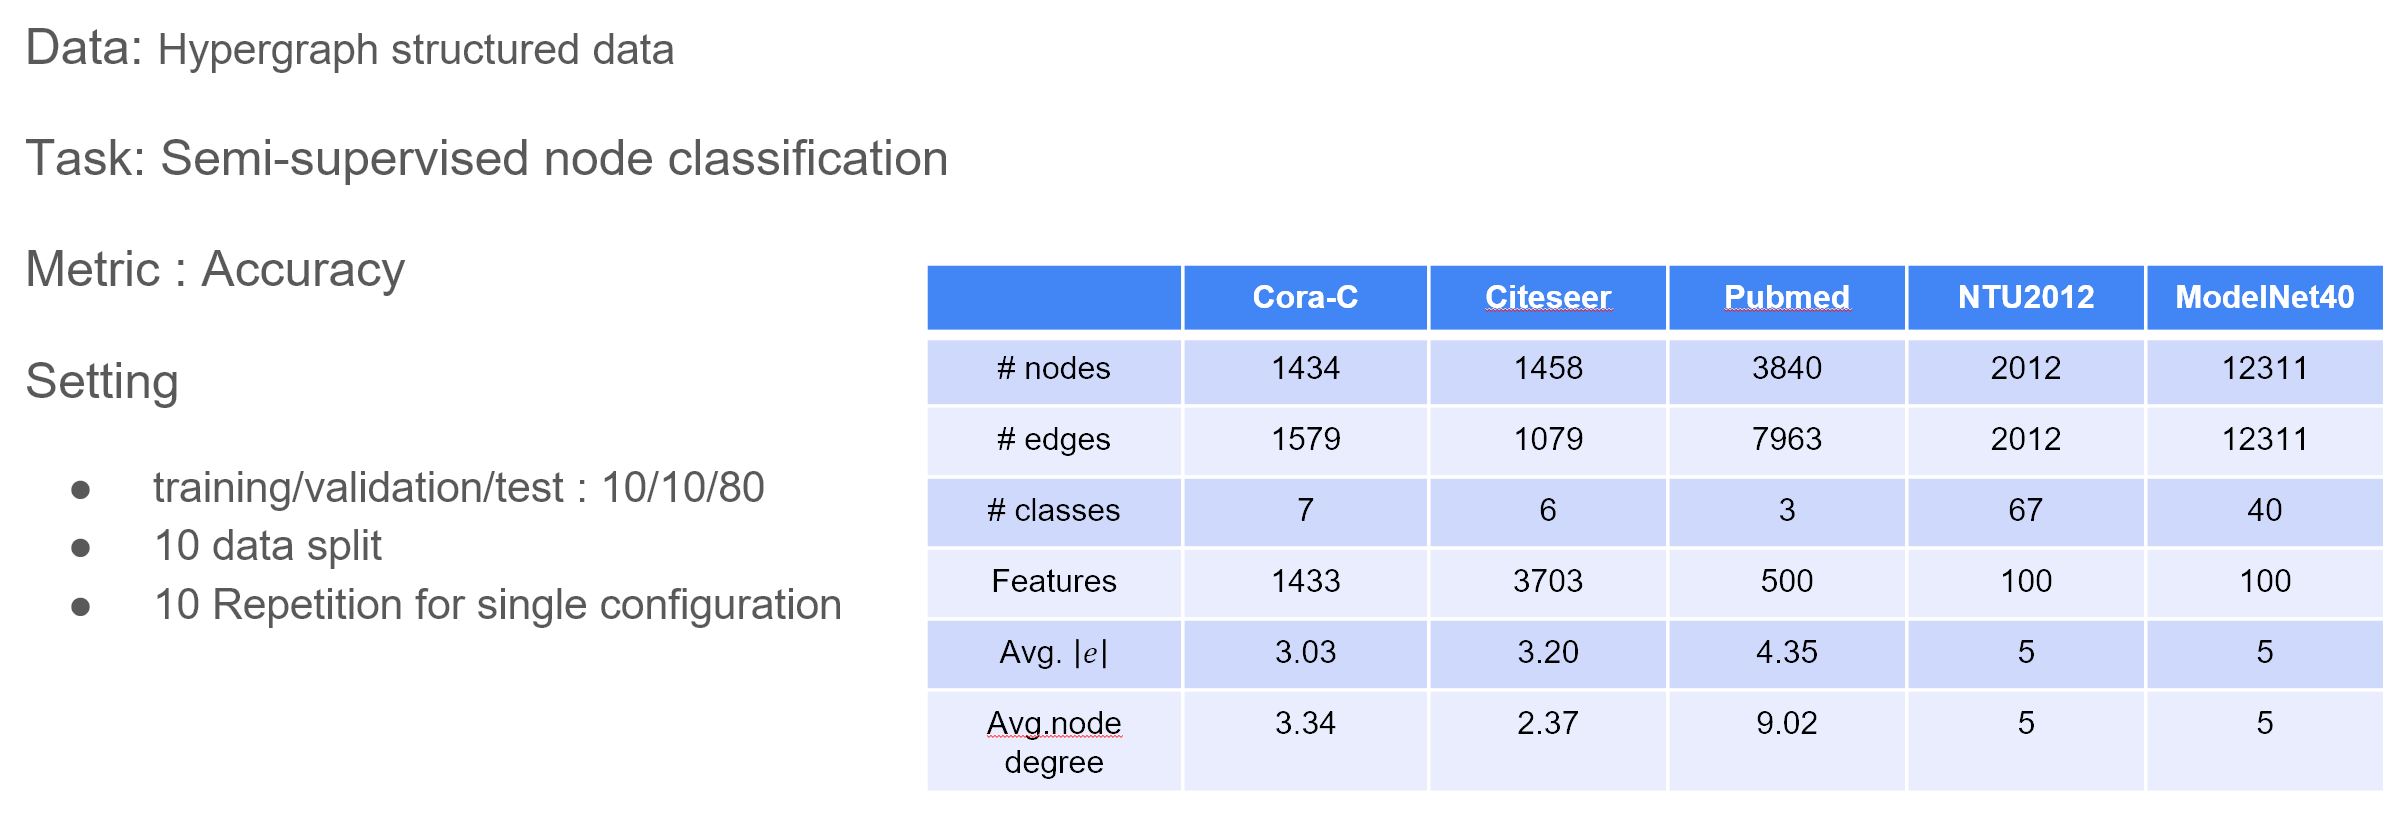 Data: Hypergraph structured data
Task: Semi-supervised node classification
Metric : Accuracy
Setting
● training/validation/test : 10/10/80
● 10 data split
● 10 Repetition for single configuration
Cora-C Citeseer Pubmed NTU2012 ModelNet40
# nodes 1434 1458 3840 2012 12311
# edges 1579 1079 7963 2012 12311
# classes 7 6 3 67 40
Features 1433 3703 500 100 100
Avg. |e| 3.03 3.20 4.35 5 5
Avg.node 3.34 2.37 9.02 5 5
degree